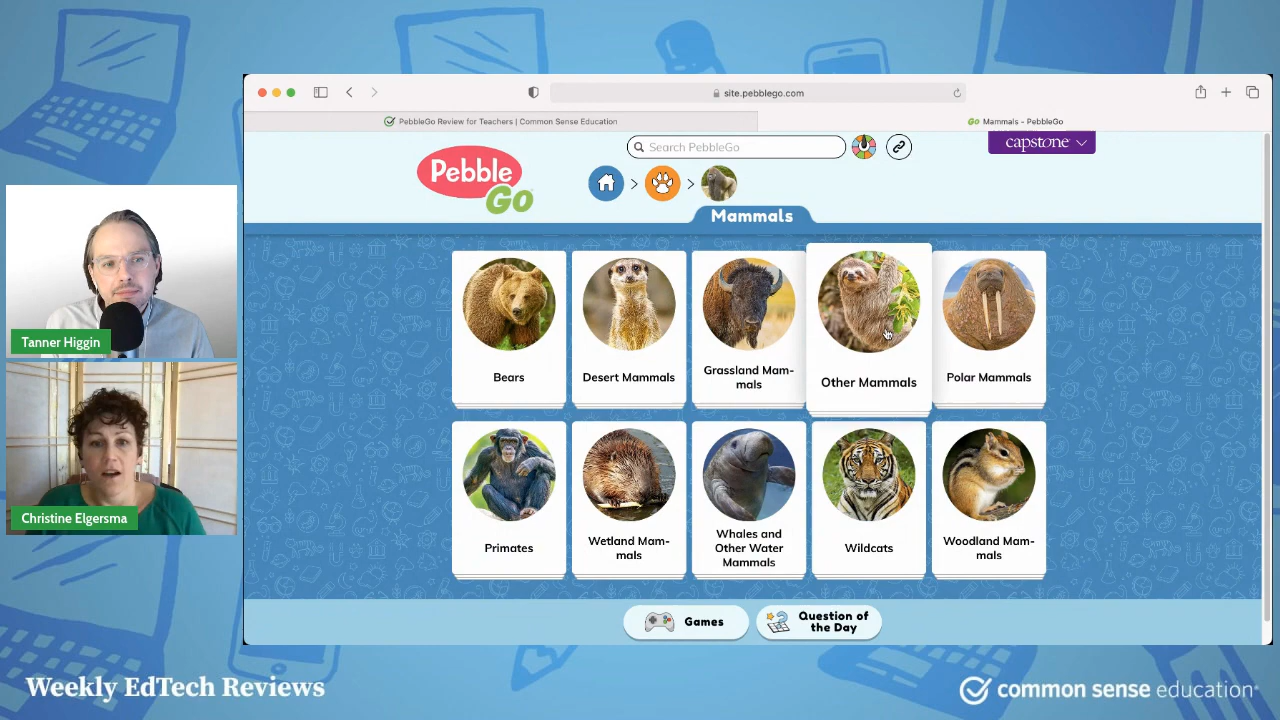 site.pebblego.com
PebbleGo Review for Teachers | Common Sense Education
Go Mammals - PebbleGo
Search PebbleGo
capstone
Pebble
Go
Mammals
Bears
Desert Mammals
Grassland Mam-
mals
Other Mammals
Polar Mammals
Primates
Wetland Mam-
mals
Whales and
Other Water
Mammals
Wildcats
Woodland Mam-
mals
Games
Question of
the Day
Tanner Higgin
Christine Elgersma
Weekly EdTech Reviews
common sense education®